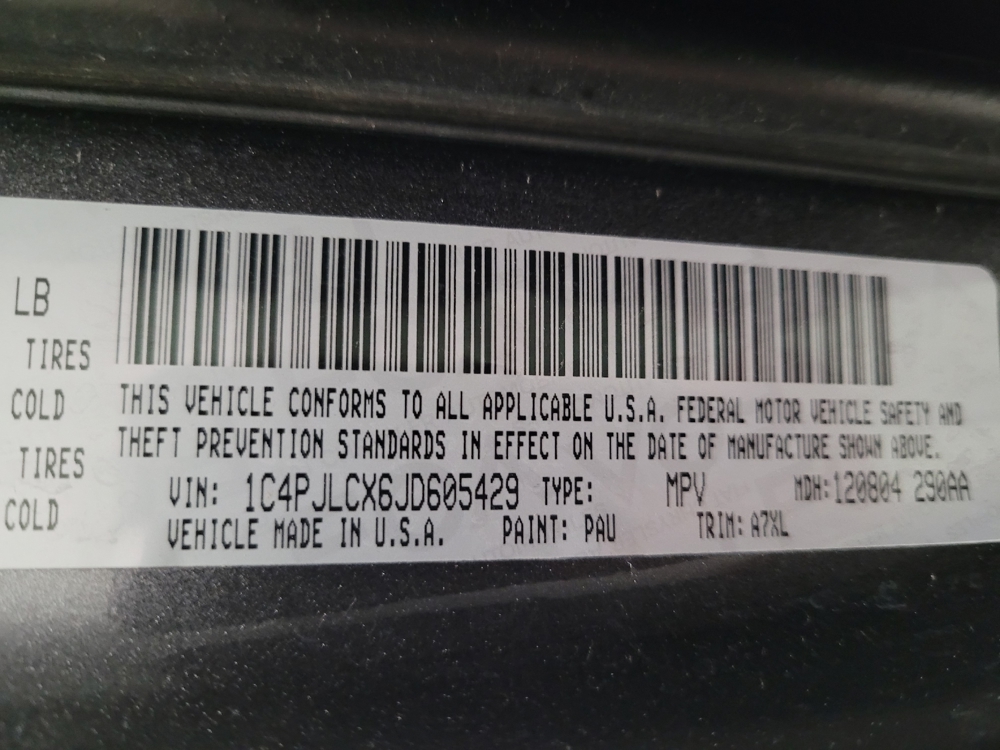 LB
TIRES
COLD
TIRES
COLD
THIS VEHICLE CONFORMS TO ALL APPLICABLE U.S.A. FEDERAL MOTOR VEHICLE SAFETY AND
THEFT PREVENTION STANDARDS IN EFFECT ON THE DATE OF MANUFACTURE SHOWN ABOVE.
VIN: 1C4PJLCX6JD605429 TYPE: MPV MDH:120804 290AA
VEHICLE MADE IN U.S.A. PAINT: PAU TRIM: A7XL